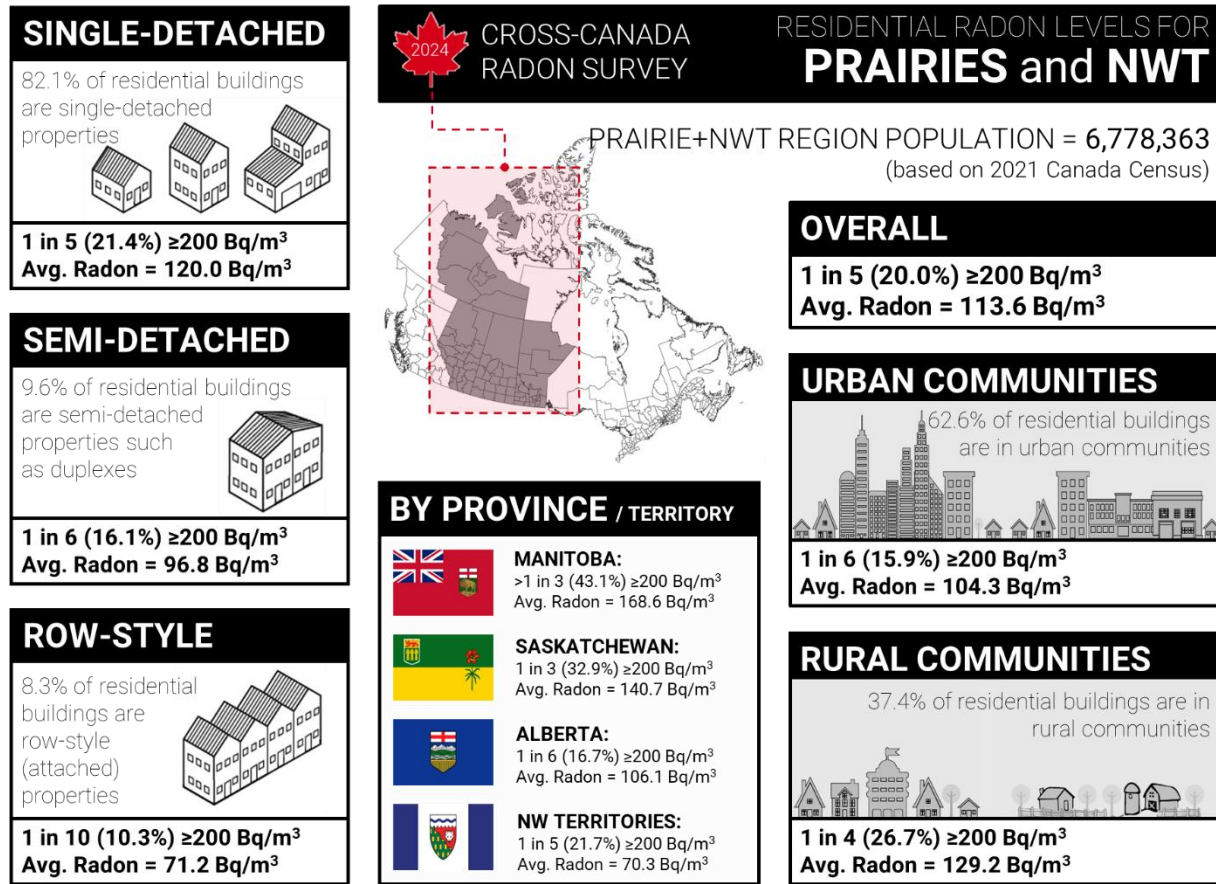 SINGLE-DETACHED
82.1% of residential buildings
are single-detached
properties
1 in 5 (21.4%) ≥200 Bq/m³
Avg. Radon = 120.0 Bq/m³
SEMI-DETACHED
9.6% of residential buildings
are semi-detached
properties such
as duplexes
1 in 6 (16.1%) ≥200 Bq/m³
Avg. Radon = 96.8 Bq/m³
ROW-STYLE
8.3% of residential
buildings are
row-style
(attached)
properties
1 in 10 (10.3%) ≥200 Bq/m³
Avg. Radon = 71.2 Bq/m³
2024
CROSS-CANADA
RADON SURVEY
RESIDENTIAL RADON LEVELS FOR
PRAIRIES and NWT
PRAIRIE+NWT REGION POPULATION = 6,778,363
(based on 2021 Canada Census)
BY PROVINCE / TERRITORY
MANITOBA:
>1 in 3 (43.1%) ≥200 Bq/m³
Avg. Radon = 168.6 Bq/m³
SASKATCHEWAN:
1 in 3 (32.9%) ≥200 Bq/m³
Avg. Radon = 140.7 Bq/m³
ALBERTA:
1 in 6 (16.7%) ≥200 Bq/m³
Avg. Radon = 106.1 Bq/m³
NW TERRITORIES:
1 in 5 (21.7%) ≥200 Bq/m³
Avg. Radon = 70.3 Bq/m³
OVERALL
1 in 5 (20.0%) ≥200 Bq/m³
Avg. Radon = 113.6 Bq/m³
URBAN COMMUNITIES
62.6% of residential buildings
are in urban communities
1 in 6 (15.9%) ≥200 Bq/m³
Avg. Radon = 104.3 Bq/m³
RURAL COMMUNITIES
37.4% of residential buildings are in
rural communities
1 in 4 (26.7%) ≥200 Bq/m³
Avg. Radon = 129.2 Bq/m³